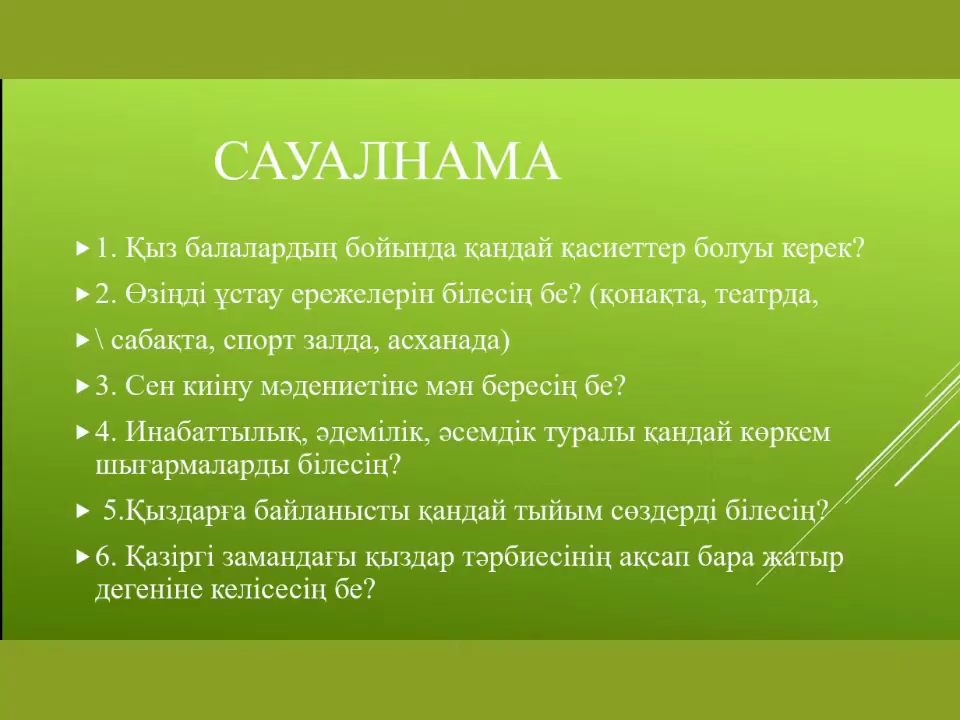 САУАЛНАМА
1. Қыз балалардың бойында қандай қасиеттер болуы керек?
2. Өзіңді ұстау ережелерін білесің бе? (қонақта, театрда,
\ сабақта, спорт залда, асханада)
3. Сен киіну мәдениетіне мән бересің бе?
4. Инабаттылық, әдемілік, әсемдік туралы қандай көркем
шығармаларды білесің?
5.Қыздарға байланысты қандай тыйым сөздерді білесің?
6. Қазіргі замандағы қыздар тәрбиесінің ақсап бара жатыр
дегеніне келісесің бе?